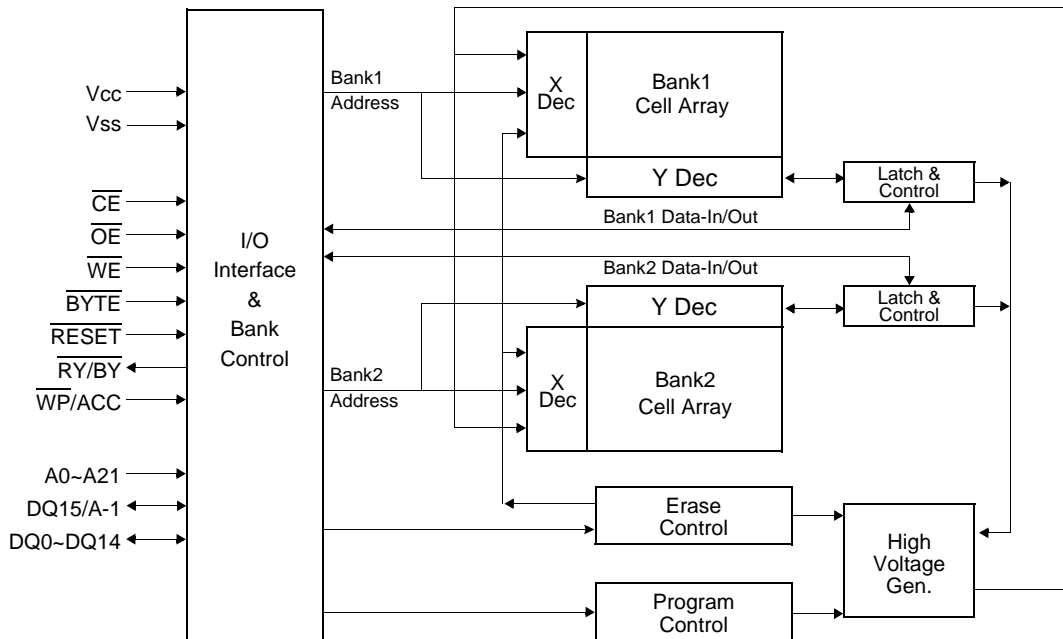 Vcc
Vss
CE
OE
WE
BYTE
RESET
RY/BY
WP/ACC
A0~A21
DQ15/A-1
DQ0~DQ14
I/O
Interface
&
Bank
Control
Bank1
Address
X
Dec
Bank1
Cell Array
Y Dec
Latch &
Control
Bank1 Data-In/Out
Bank2 Data-In/Out
Y Dec
Latch &
Control
Bank2
Address
X
Dec
Bank2
Cell Array
Erase
Control
High
Voltage
Gen.
Program
Control